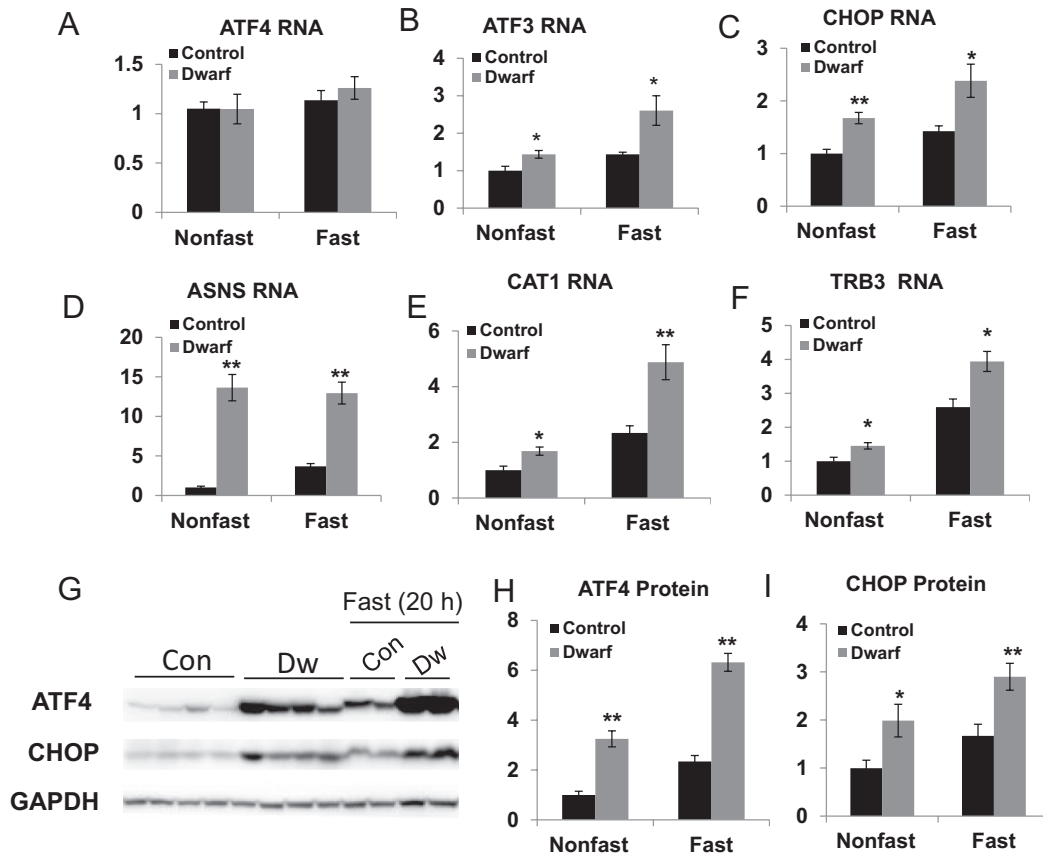 A
ATF4 RNA
Control
Dwarf
1.5
1
0.5
0
Nonfast Fast
B
ATF3 RNA
Control
Dwarf
4
3
2
1
0
* *
Nonfast Fast
C
CHOP RNA
Control
Dwarf
3
2
1
0
** *
Nonfast Fast
D
ASNS RNA
Control
Dwarf
20
15
10
5
0
** **
Nonfast Fast
E
CAT1 RNA
Control
Dwarf
6
4
2
0
* **
Nonfast Fast
F
TRB3 RNA
Control
Dwarf
5
4
3
2
1
0
* *
Nonfast Fast
G
Fast (20 h)
Con Dw Con Dw
ATF4
CHOP
GAPDH
H
ATF4 Protein
Control
Dwarf
8
6
4
2
0
** **
Nonfast Fast
I
CHOP Protein
Control
Dwarf
4
3
2
1
0
* **
Nonfast Fast